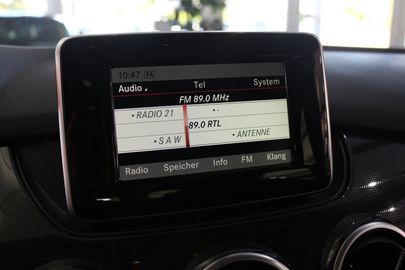 10:47 TA
Audio Tel System
FM 89.0 MHz
• RADIO 21 • -
89.0 RTL
• S A W • ANTENNE
Radio Speicher Info FM Klang